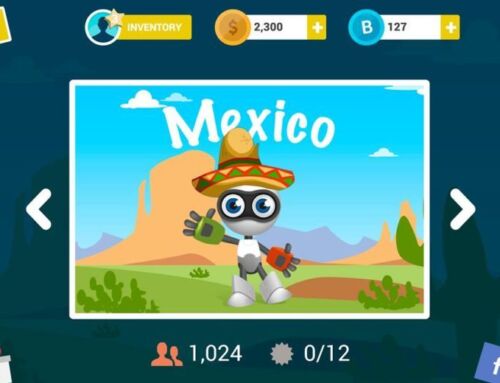 INVENTORY
$ 2,300 +
B 127 +
Mexico
1,024 0/12
f